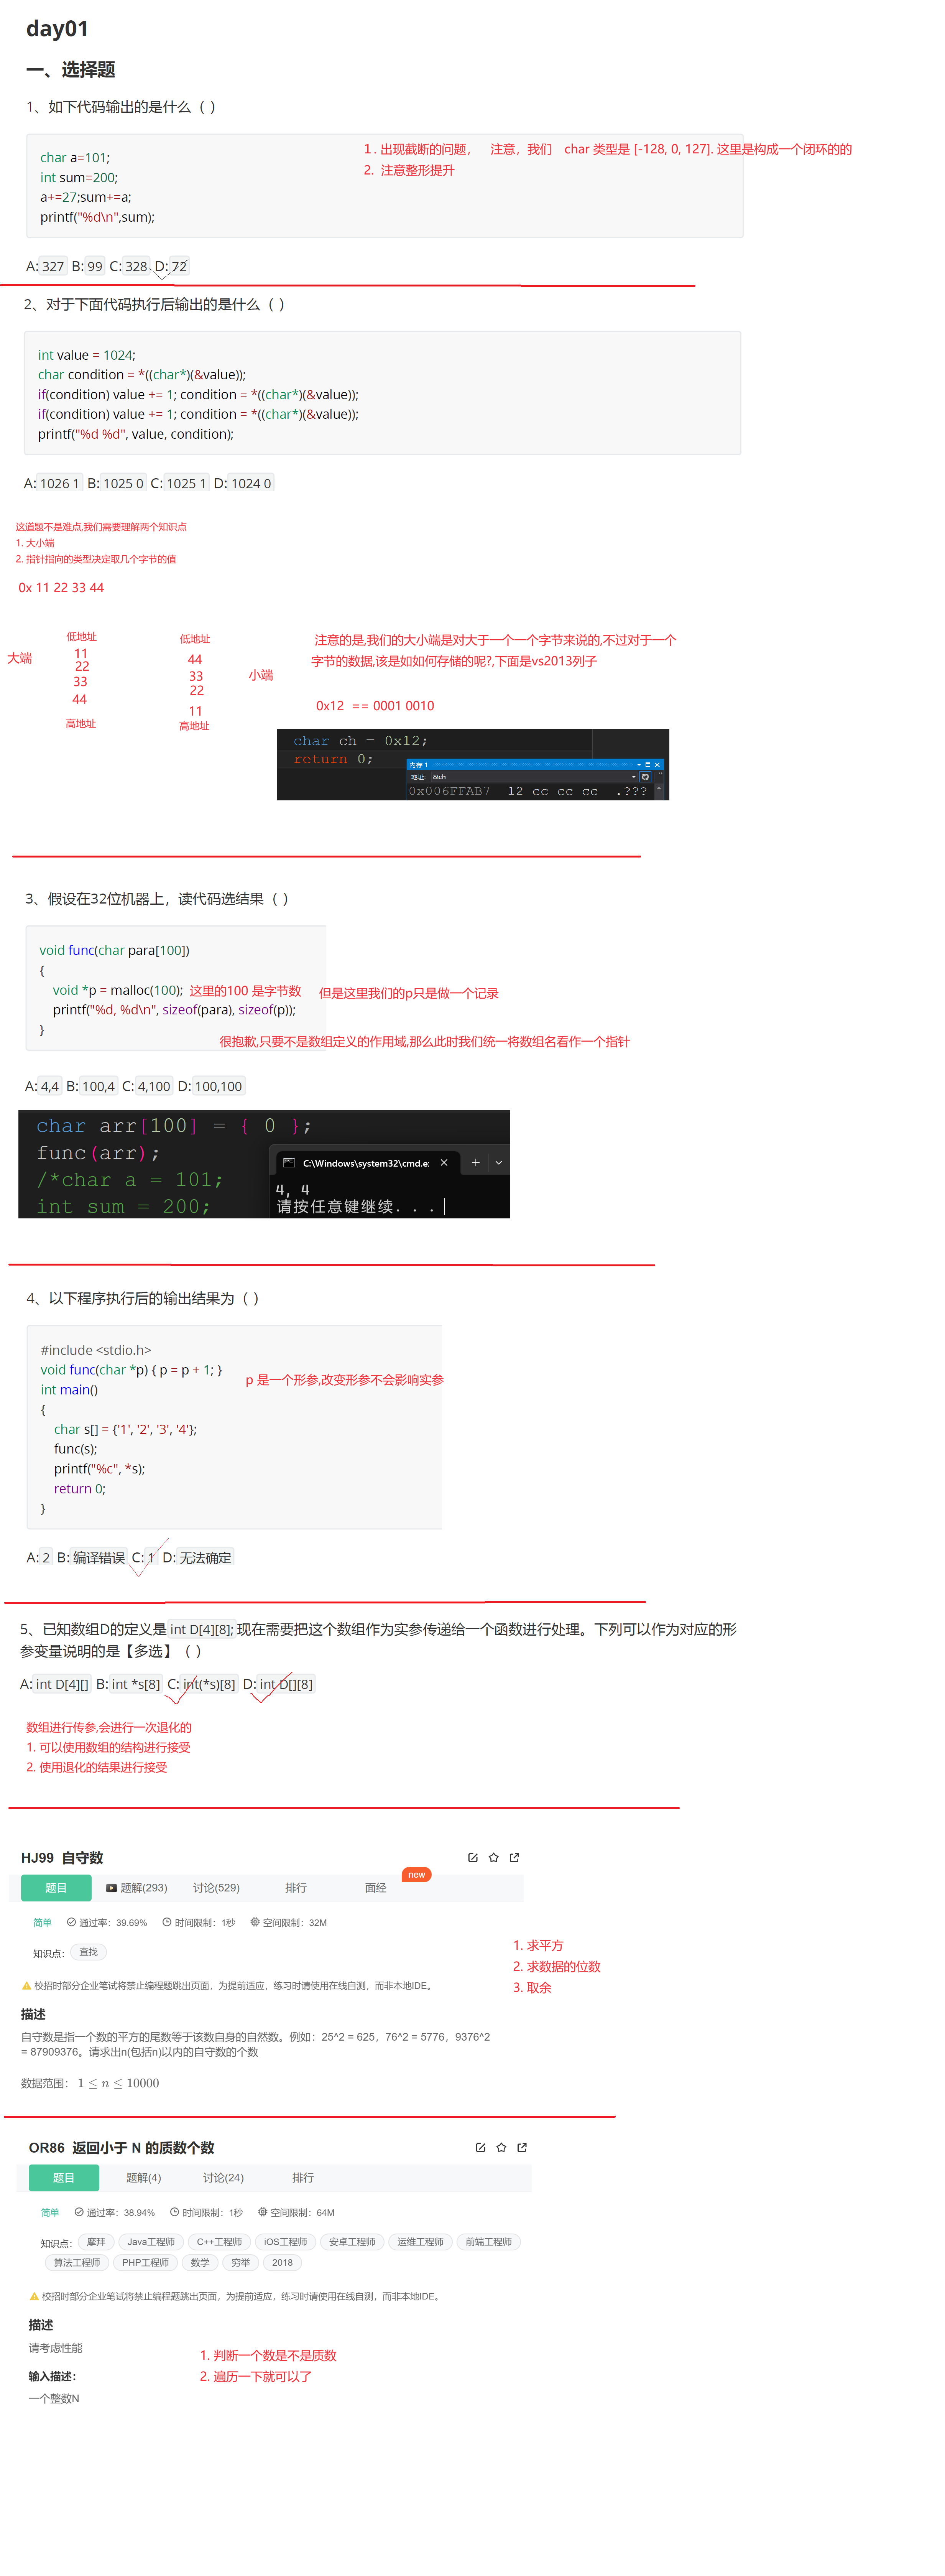 day01
一、选择题
1、如下代码输出的是什么（ ）
char a=101;
int sum=200;
a+=27;sum+=a;
printf("%d\n",sum);
1. 出现截断的问题， 注意，我们 char 类型是 [-128, 0, 127]. 这里是构成一个闭环的的
2. 注意整形提升
A: 327 B: 99 C: 328 D: 72
2、对于下面代码执行后输出的是什么（ ）
int value = 1024;
char condition = *((char*)(&value));
if(condition) value += 1; condition = *((char*)(&value));
if(condition) value += 1; condition = *((char*)(&value));
printf("%d %d", value, condition);
A: 1026 1 B: 1025 0 C: 1025 1 D: 1024 0
这道题不是难点,我们需要理解两个知识点
1. 大小端
2. 指针指向的类型决定取几个字节的值
0x 11 22 33 44
大端
低地址
11
22
33
44
高地址
低地址
44
33
22
11
高地址
小端
注意的是,我们的大小端是对大于一个一个字节来说的,不过对于一个
字节的数据,该是如如何存储的呢?,下面是vs2013列子
0x12 == 0001 0010
char ch = 0x12;
return 0;
内存 1
地址: &ch
0x006FFAB7 12 cc cc cc .???
3、假设在32位机器上，读代码选结果（ ）
void func(char para[100])
{
void *p = malloc(100); 这里的100 是字节数 但是这里我们的p只是做一个记录
printf("%d, %d\n", sizeof(para), sizeof(p));
}
很抱歉,只要不是数组定义的作用域,那么此时我们统一将数组名看作一个指针
A: 4,4 B: 100,4 C: 4,100 D: 100,100
char arr[100] = { 0 };
func(arr);
/*char a = 101;
int sum = 200;
C:\Windows\system32\cmd.e:
4, 4
请按任意键继续. . .
4、以下程序执行后的输出结果为（ ）
#include <stdio.h>
void func(char *p) { p = p + 1; }
int main()
{
char s[] = {'1', '2', '3', '4'};
func(s);
printf("%c", *s);
return 0;
}
p 是一个形参,改变形参不会影响实参
A: 2 B: 编译错误 C: 1 D: 无法确定
5、已知数组D的定义是 int D[4][8]; 现在需要把这个数组作为实参传递给一个函数进行处理。下列可以作为对应的形
参变量说明的是【多选】（ ）
A: int D[4][] B: int *s[8] C: int(*s)[8] D: int D[][8]
数组进行传参,会进行一次退化的
1. 可以使用数组的结构进行接受
2. 使用退化的结果进行接受
HJ99 自守数
题目 题解(293) 讨论(529) 排行 面经 new
简单 通过率：39.69% 时间限制：1秒 空间限制：32M
知识点： 查找
校招时部分企业笔试将禁止编程题跳出页面，为提前适应，练习时请使用在线自测，而非本地IDE。
描述
自守数是指一个数的平方的尾数等于该数自身的自然数。例如：25^2 = 625，76^2 = 5776，9376^2
= 87909376。请求出n(包括n)以内的自守数的个数
数据范围： 1 ≤ n ≤ 10000
1. 求平方
2. 求数据的位数
3. 取余
OR86 返回小于 N 的质数个数
题目 题解(4) 讨论(24) 排行
简单 通过率：38.94% 时间限制：1秒 空间限制：64M
知识点： 摩拜 Java工程师 C++工程师 iOS工程师 安卓工程师 运维工程师 前端工程师
算法工程师 PHP工程师 数学 穷举 2018
校招时部分企业笔试将禁止编程题跳出页面，为提前适应，练习时请使用在线自测，而非本地IDE。
描述
请考虑性能
输入描述：
一个整数N
1. 判断一个数是不是质数
2. 遍历一下就可以了